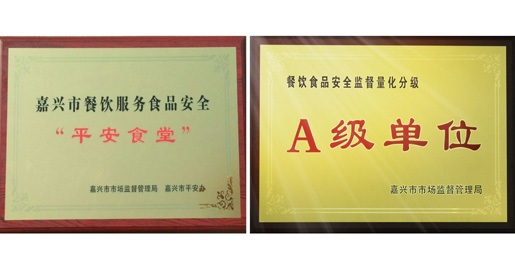 嘉兴市餐饮服务食品安全
“平安食堂”
嘉兴市市场监督管理局 嘉兴市平安办
餐饮食品安全监督量化分级
A级单位
嘉兴市市场监督管理局